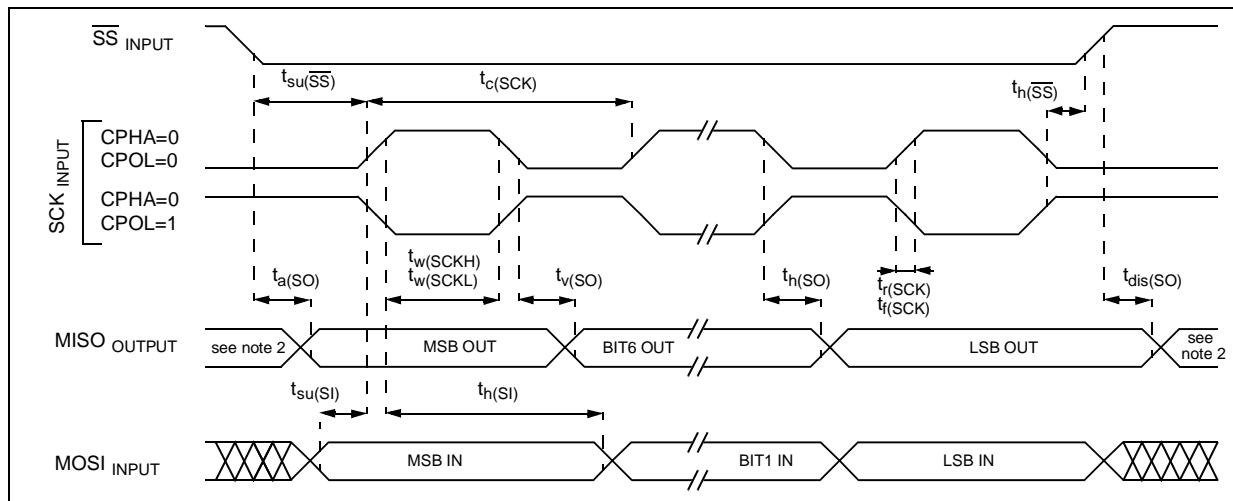 SS INPUT
tsu(SS)
tc(SCK)
th(SS)
SCK INPUT
CPHA=0
CPOL=0
CPHA=0
CPOL=1
ta(SO)
tw(SCKH)
tw(SCKL)
tv(SO)
th(SO)
tr(SCK)
tf(SCK)
tdis(SO)
MISO OUTPUT
see note 2
MSB OUT
BIT6 OUT
LSB OUT
see
note 2
tsu(SI)
th(SI)
MOSI INPUT
MSB IN
BIT1 IN
LSB IN